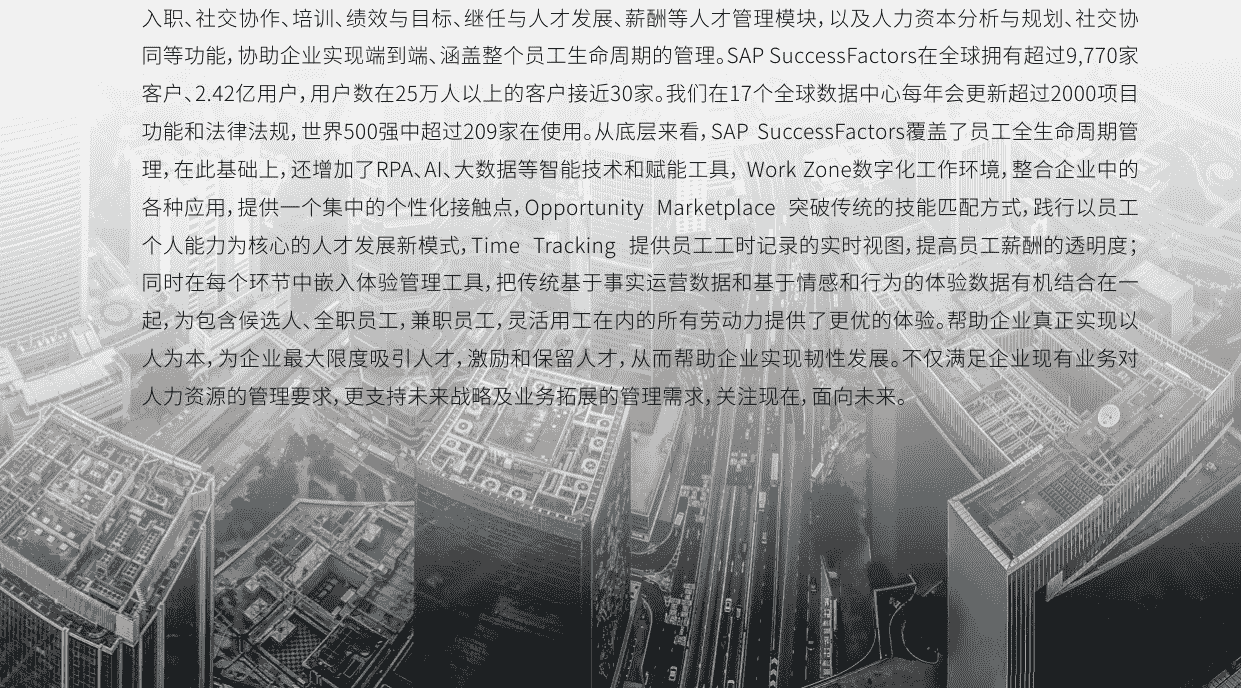 入职、社交协作、培训、绩效与目标、继任与人才发展、薪酬等人才管理模块，以及人力资本分析与规划、社交协
同等功能，协助企业实现端到端、涵盖整个员工生命周期的管理。SAP SuccessFactors在全球拥有超过9,770家
客户、2.42亿用户，用户数在25万人以上的客户接近30家。我们在17个全球数据中心每年会更新超过2000项目
功能和法律法规，世界500强中超过209家在使用。从底层来看，SAP SuccessFactors覆盖了员工全生命周期管
理，在此基础上，还增加了RPA、AI、大数据等智能技术和赋能工具， Work Zone数字化工作环境，整合企业中的
各种应用，提供一个集中的个性化接触点，Opportunity Marketplace 突破传统的技能匹配方式，践行以员工
个人能力为核心的人才发展新模式，Time Tracking 提供员工工时记录的实时视图，提高员工薪酬的透明度；
同时在每个环节中嵌入体验管理工具，把传统基于事实运营数据和基于情感和行为的体验数据有机结合在一
起，为包含候选人、全职员工，兼职员工，灵活用工在内的所有劳动力提供了更优的体验。帮助企业真正实现以
人为本，为企业最大限度吸引人才，激励和保留人才，从而帮助企业实现韧性发展。不仅满足企业现有业务对
人力资源的管理要求，更支持未来战略及业务拓展的管理需求，关注现在，面向未来。